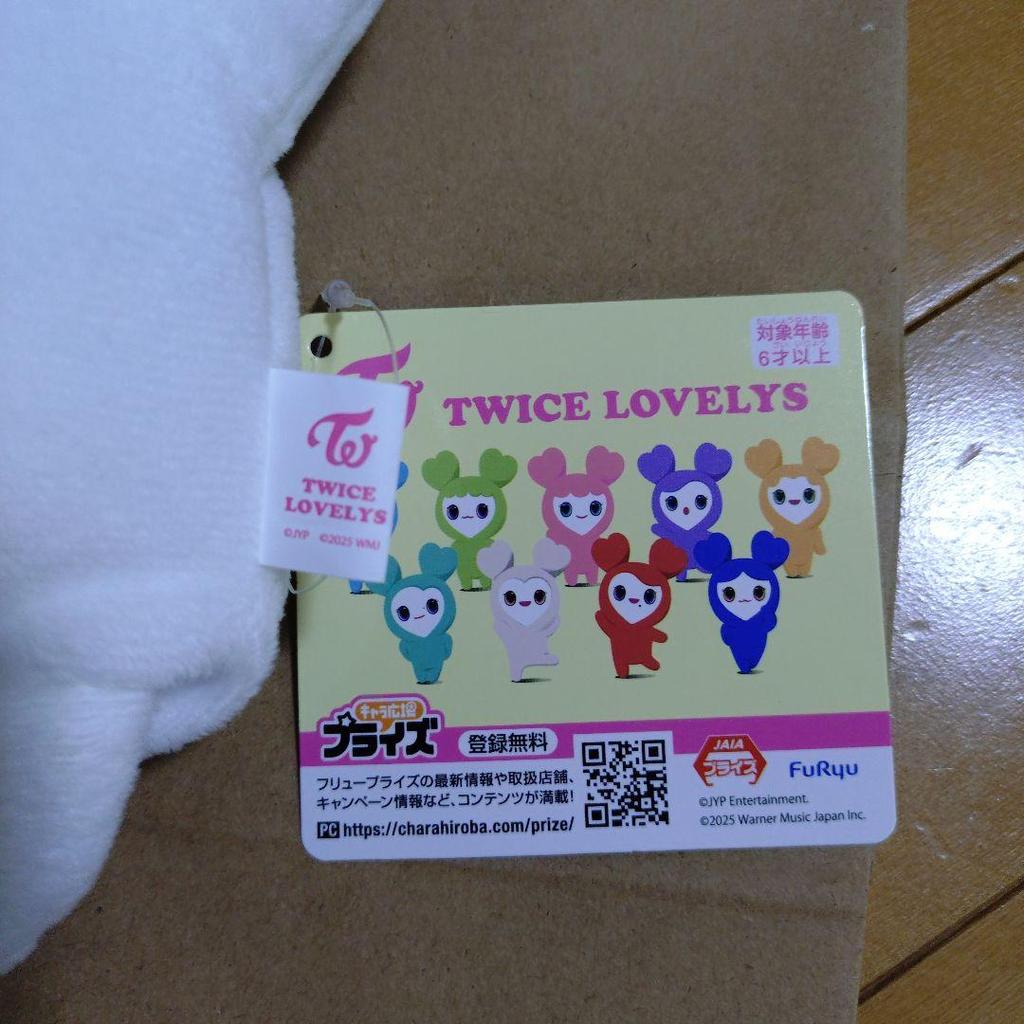 対象年齢
6才以上
TWICE LOVELYS
TWICE
LOVELYS
©JYP ©2025 WMJ
キャラ広場
プライズ
登録無料
フリュープライズの最新情報や取扱店舗、
キャンペーン情報など、コンテンツが満載!
PC https://charahiroba.com/prize/
JAIA
プライズ
FuRyu
©JYP Entertainment.
©2025 Warner Music Japan Inc.